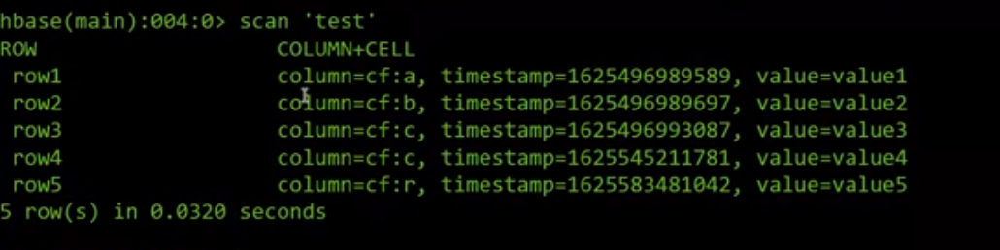 hbase(main):004:0> scan 'test'
ROW                   COLUMN+CELL
 row1                 column=cf:a, timestamp=1625496989589, value=value1
 row2                 column=cf:b, timestamp=1625496989697, value=value2
 row3                 column=cf:c, timestamp=1625496993087, value=value3
 row4                 column=cf:c, timestamp=1625545211781, value=value4
 row5                 column=cf:r, timestamp=1625583481042, value=value5
5 row(s) in 0.0320 seconds